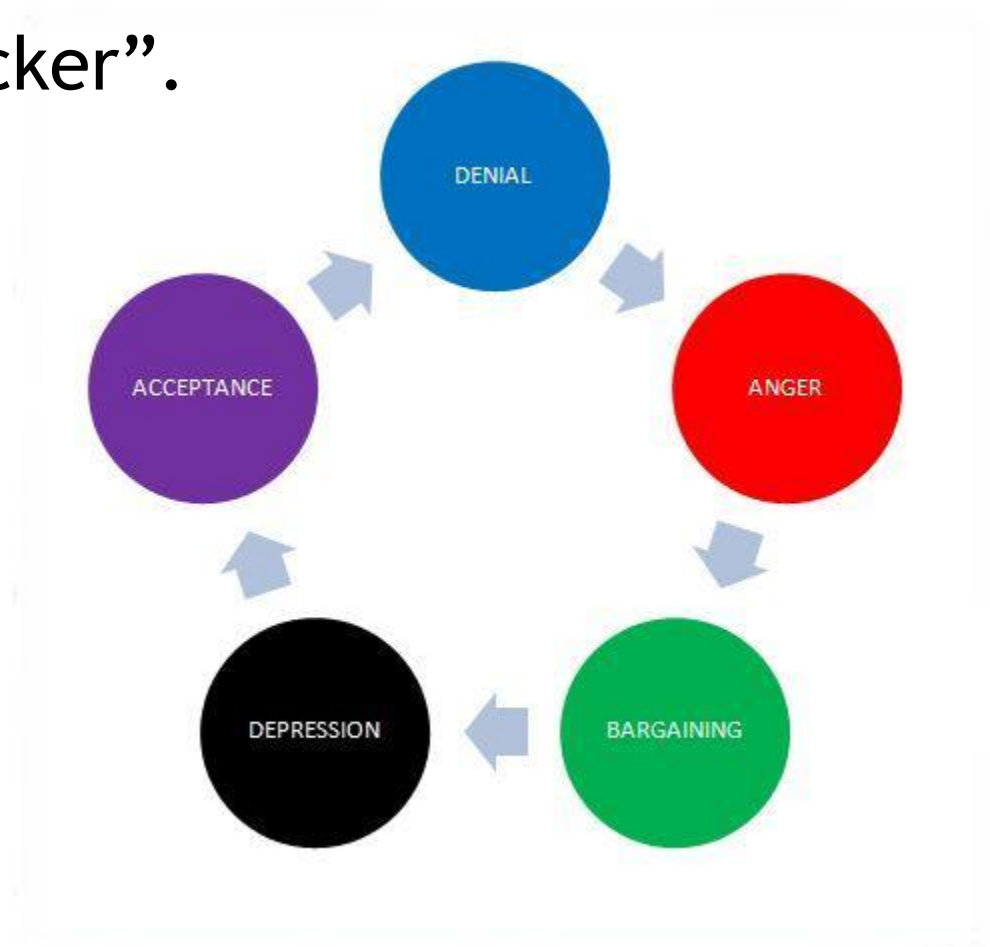 cker”.
DENIAL
ACCEPTANCE
ANGER
DEPRESSION
BARGAINING